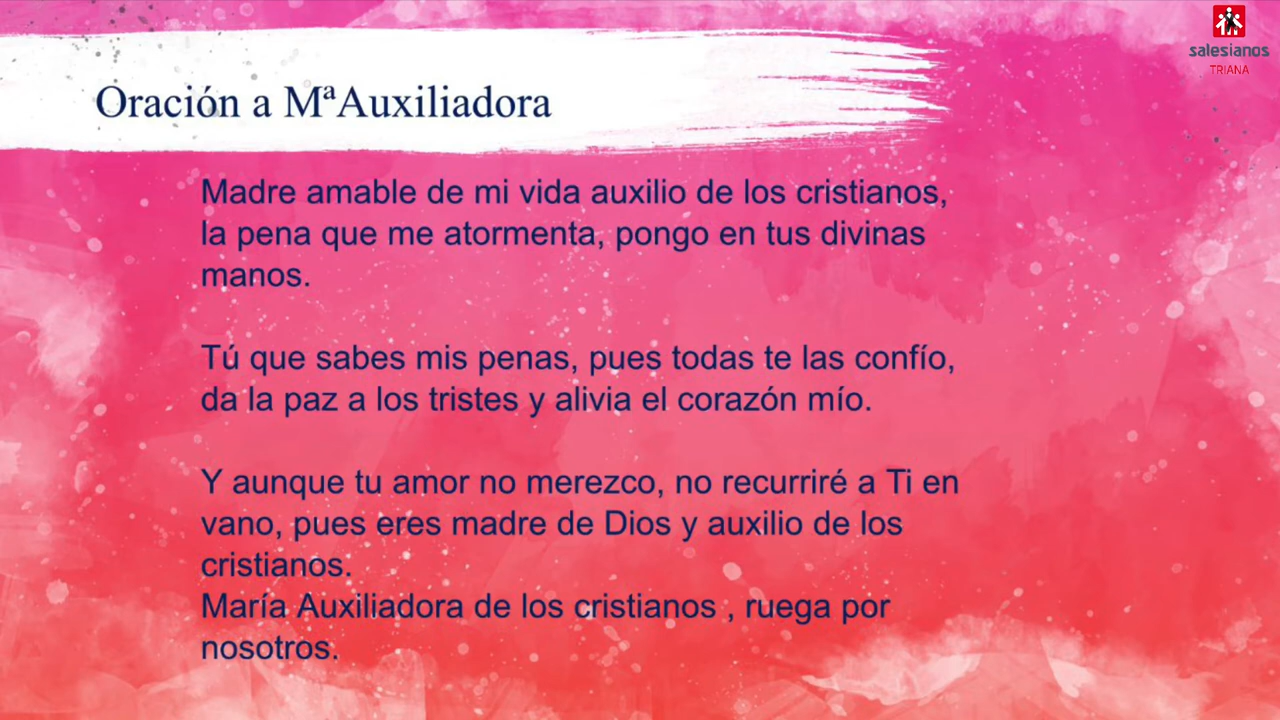 salesianos
TRIANA
Oración a MªAuxiliadora
Madre amable de mi vida auxilio de los cristianos,
la pena que me atormenta, pongo en tus divinas
manos.
Tú que sabes mis penas, pues todas te las confío,
da la paz a los tristes y alivia el corazón mío.
Y aunque tu amor no merezco, no recurriré a Ti en
vano, pues eres madre de Dios y auxilio de los
cristianos.
María Auxiliadora de los cristianos , ruega por
nosotros.